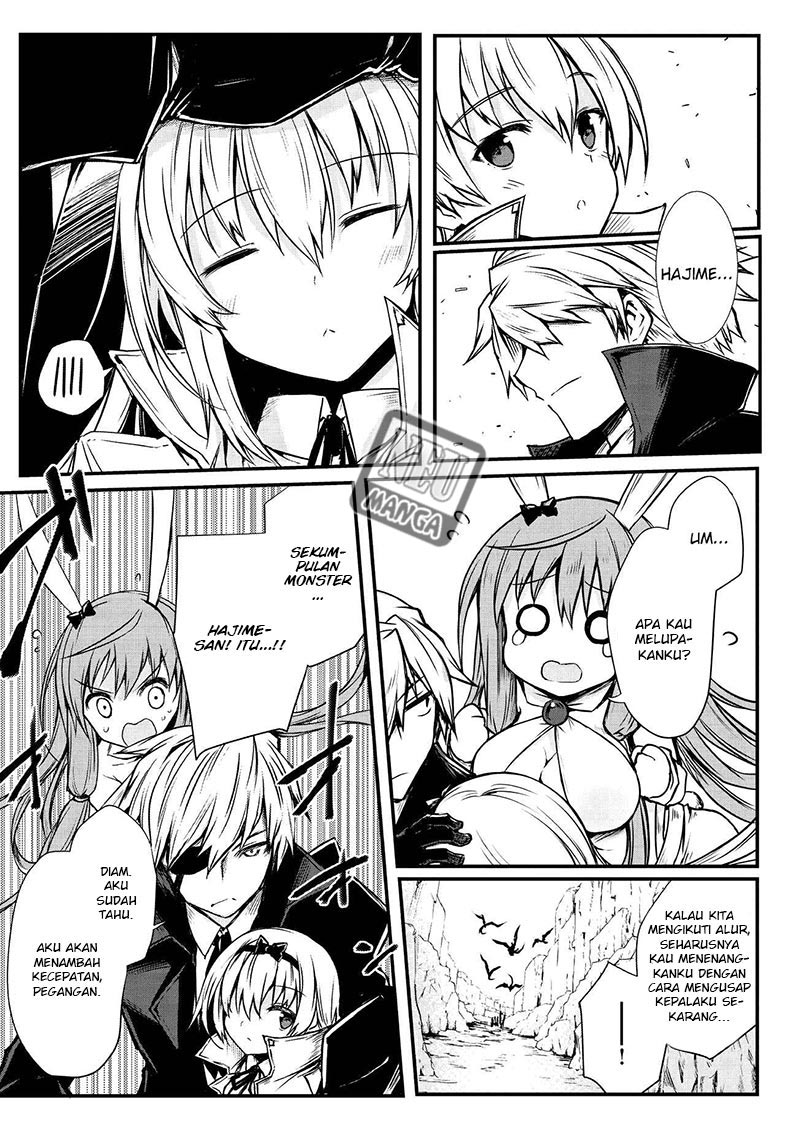 HAJIME...
UM...
APA KAU
MELUPA-
KANKU?
KALAU KITA
MENGIKUTI ALUR,
SEHARUSNYA
KAU MENENANG-
KANKU DENGAN
CARA MENGUSAP
KEPALAKU SE-
KARANG...
!
SEKUM-
PULAN
MONSTER
...
HAJIME-
SAN! ITU...!!
DIAM.
AKU
SUDAH
TAHU.
AKU AKAN
MENAMBAH
KECEPATAN,
PEGANGAN.
NEU
MANGA